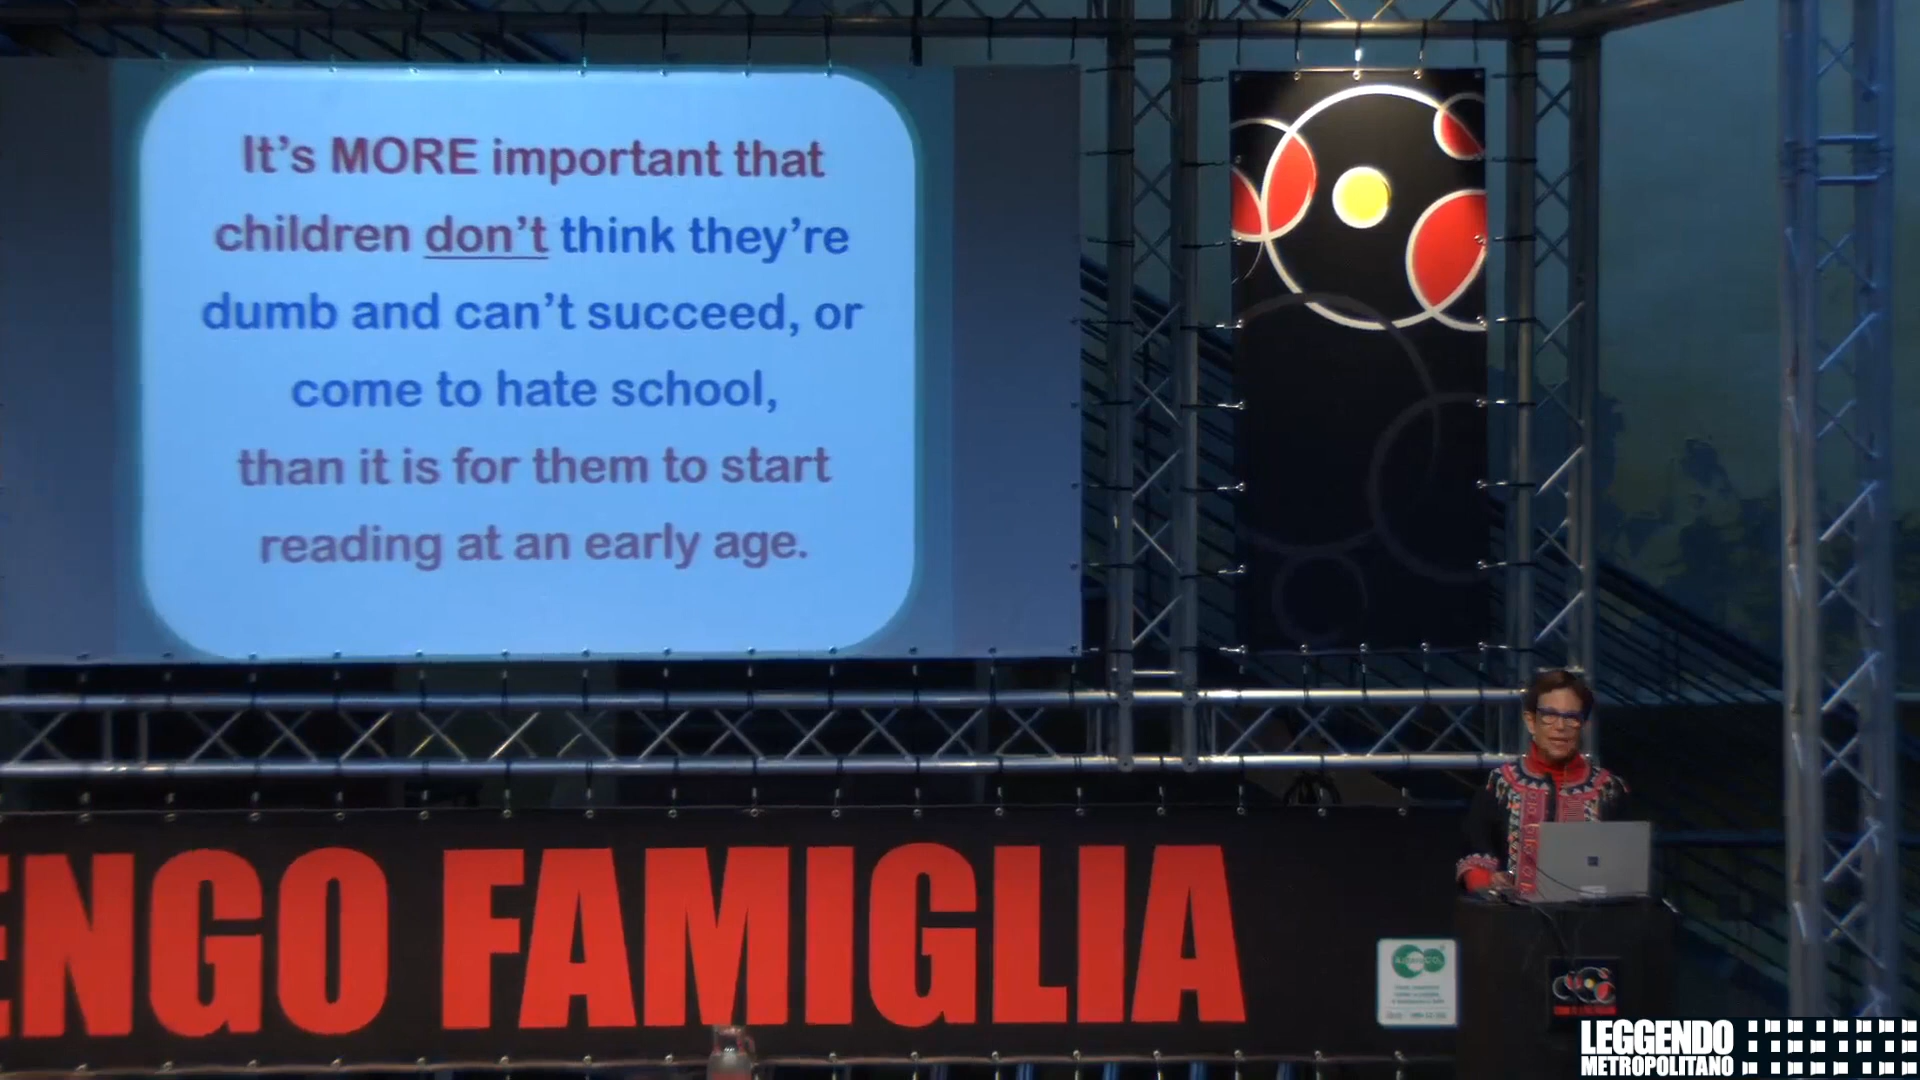 It's MORE important that
children don't think they're
dumb and can't succeed, or
come to hate school,
than it is for them to start
reading at an early age.
ENGO FAMIGLIA
LEGGENDO
METROPOLITANO